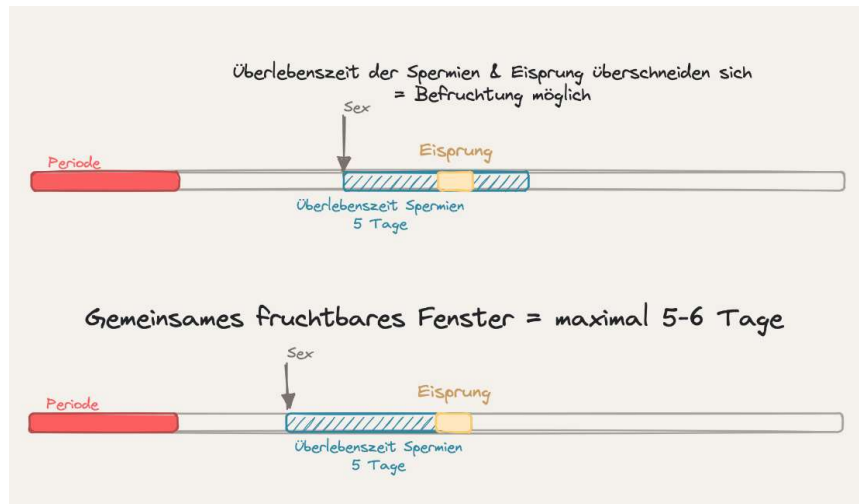 Überlebenszeit der Spermien & Eisprung überschneiden sich
= Befruchtung möglich
Sex
Eisprung
Periode
Überlebenszeit Spermien
5 Tage
Gemeinsames fruchtbares Fenster = maximal 5-6 Tage
Sex
Eisprung
Periode
Überlebenszeit Spermien
5 Tage